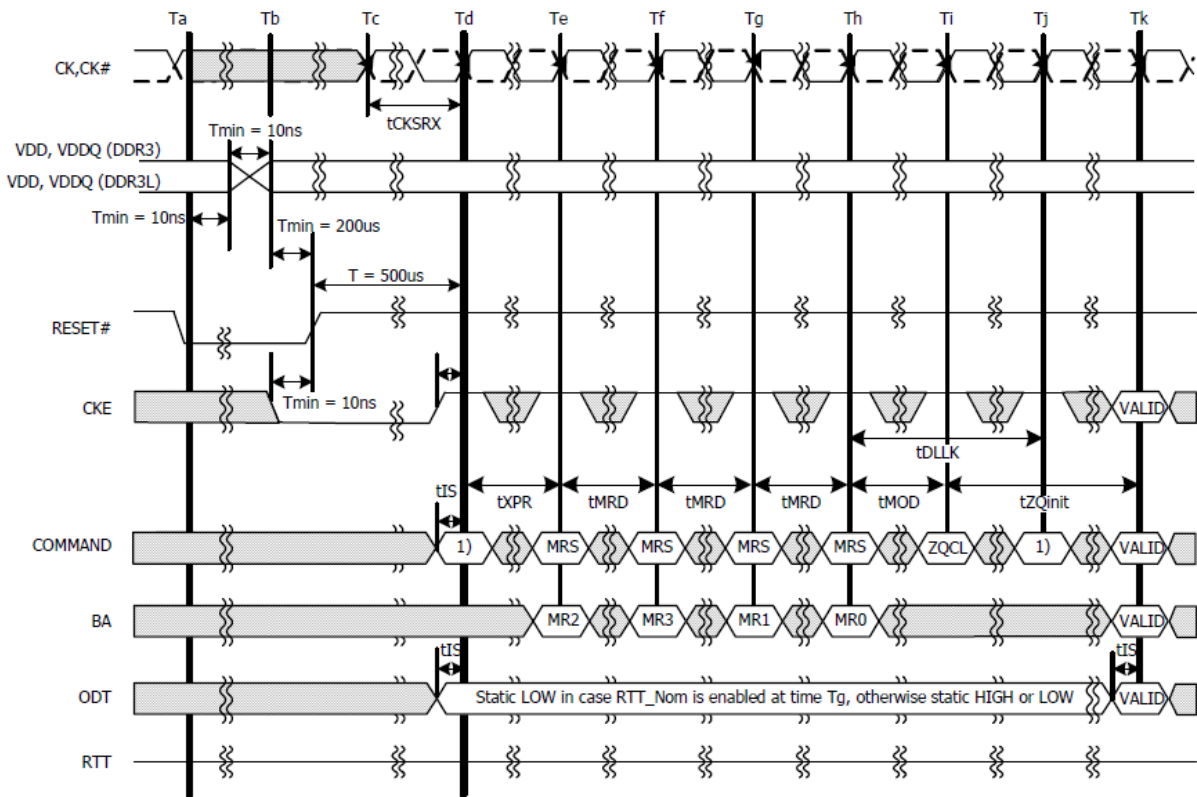 Ta Tb Tc Td Te Tf Tg Th Ti Tj Tk
CK,CK#
tCKSRX
Tmin = 10ns
VDD, VDDQ (DDR3)
VDD, VDDQ (DDR3L)
Tmin = 10ns
Tmin = 200us
T = 500us
RESET#
Tmin = 10ns
CKE
VALID
tDLLK
tIS
tXPR tMRD tMRD tMRD tMOD tZQinit
COMMAND 1) MRS MRS MRS MRS ZQCL 1) VALID
BA MR2 MR3 MR1 MR0 VALID
tIS tIS
ODT Static LOW in case RTT_Nom is enabled at time Tg, otherwise static HIGH or LOW VALID
RTT